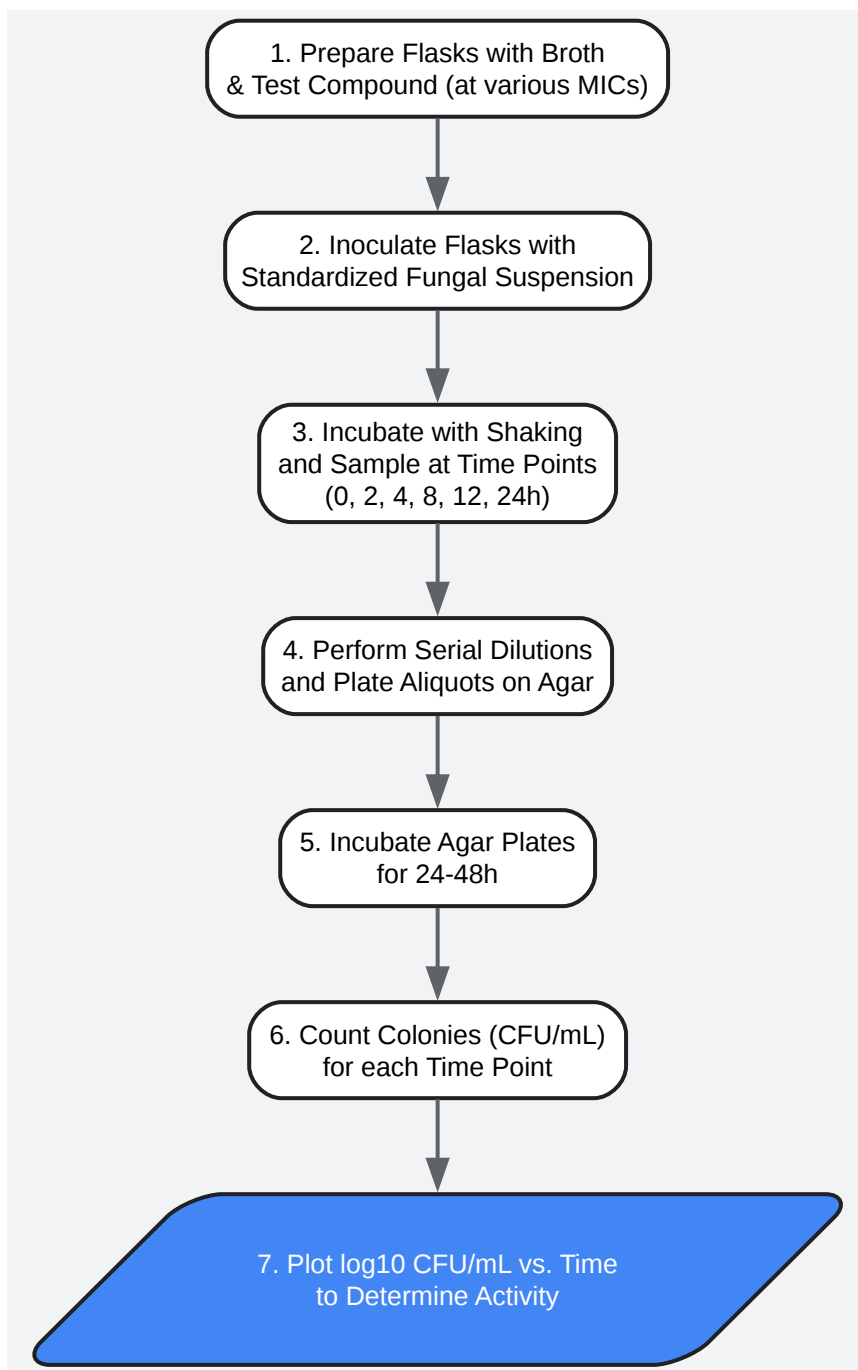 1. Prepare Flasks with Broth
& Test Compound (at various MICs)
2. Inoculate Flasks with
Standardized Fungal Suspension
3. Incubate with Shaking
and Sample at Time Points
(0, 2, 4, 8, 12, 24h)
4. Perform Serial Dilutions
and Plate Aliquots on Agar
5. Incubate Agar Plates
for 24-48h
6. Count Colonies (CFU/mL)
for each Time Point
7. Plot log10 CFU/mL vs. Time
to Determine Activity